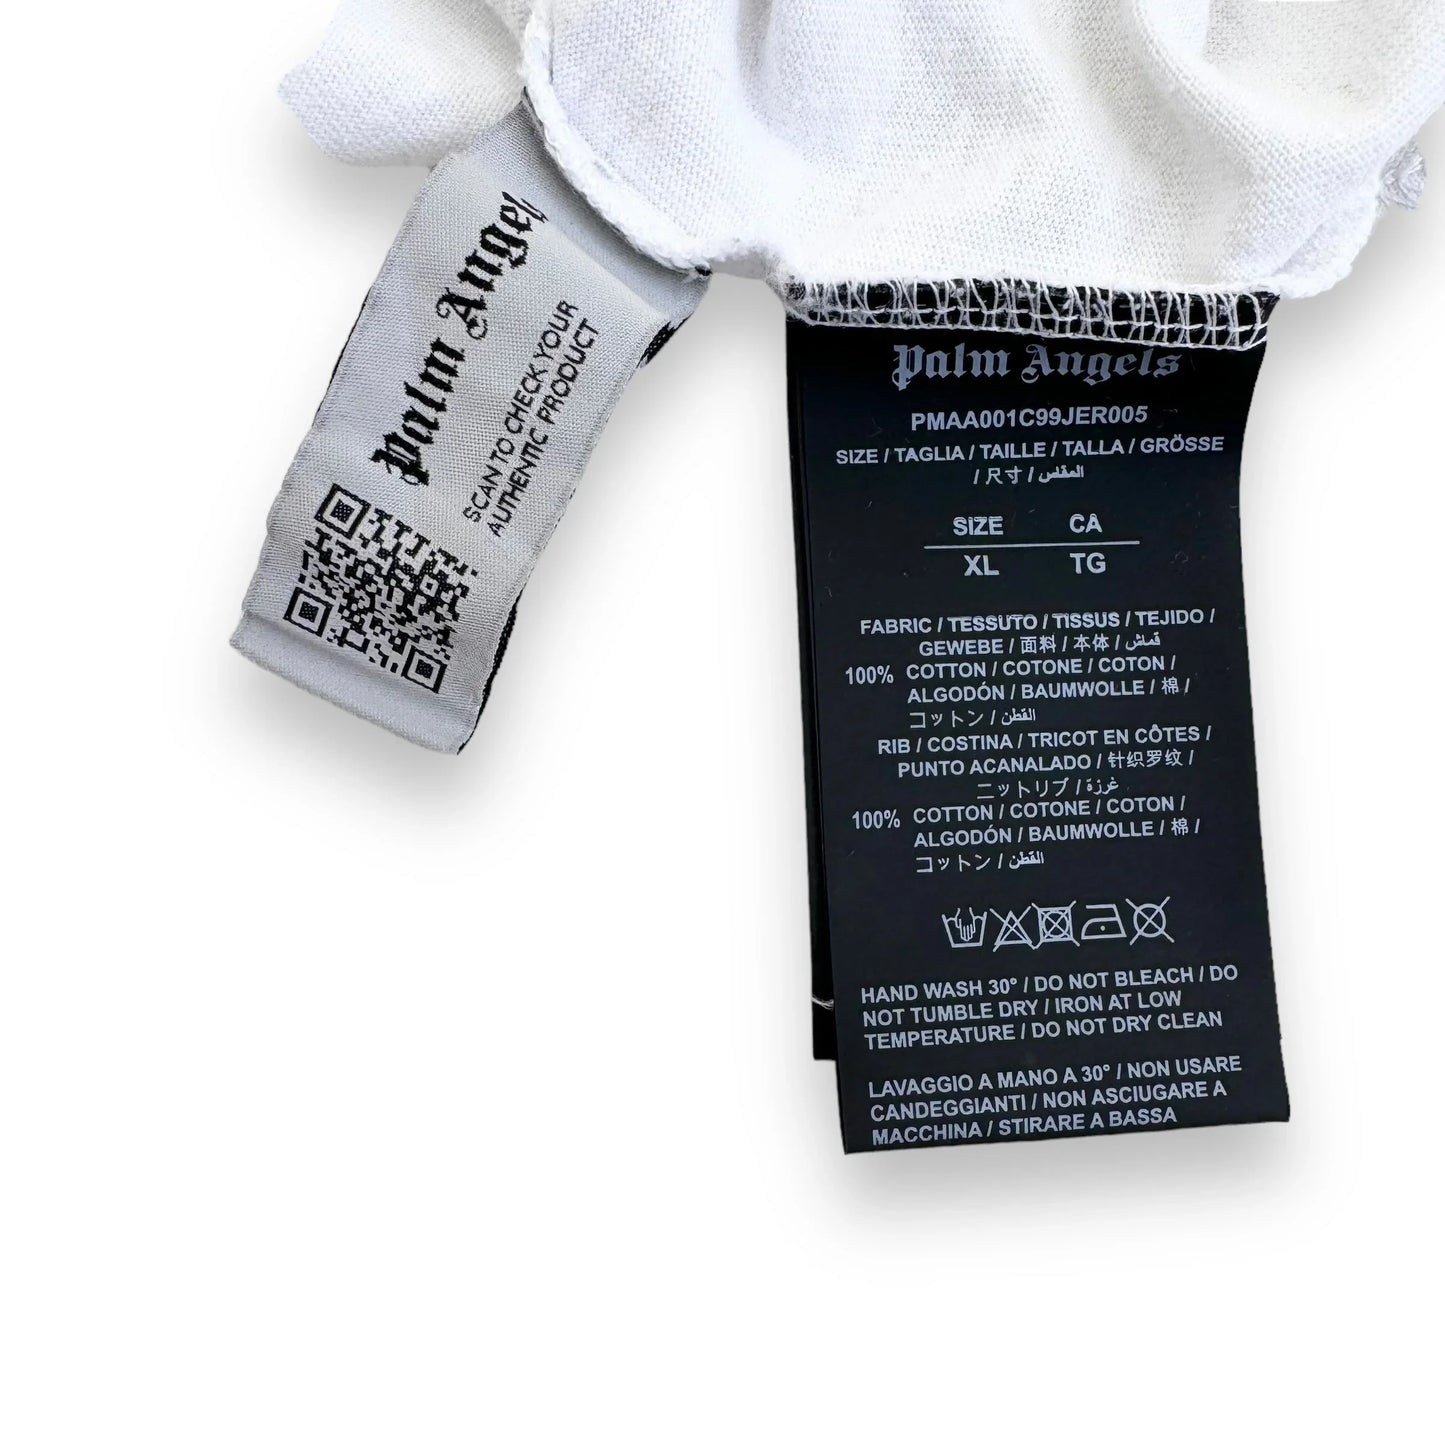 Palm Angel
SCAN TO CHECK YOUR
AUTHENTIC PRODUCT
Palm Angels
PMAA001C99JER005
SIZE / TAGLIA / TAILLE / TALLA / GRÖSSE
/ 尺寸 / المقاس
SIZE CA
XL TG
FABRIC / TESSUTO / TISSUS / TEJIDO /
GEWEBE / 面料 / 本体 / قماش
100% COTTON / COTONE / COTON /
ALGODÓN / BAUMWOLLE / 棉 /
コットン / القطن
RIB / COSTINA / TRICOT EN CÔTES /
PUNTO ACANALADO / 针织罗纹 /
ニットリブ / غرزة
100% COTTON / COTONE / COTON /
ALGODÓN / BAUMWOLLE / 棉 /
コットン / القطن
HAND WASH 30° / DO NOT BLEACH / DO
NOT TUMBLE DRY / IRON AT LOW
TEMPERATURE / DO NOT DRY CLEAN
LAVAGGIO A MANO A 30° / NON USARE
CANDEGGIANTI / NON ASCIUGARE A
MACCHINA / STIRARE A BASSA